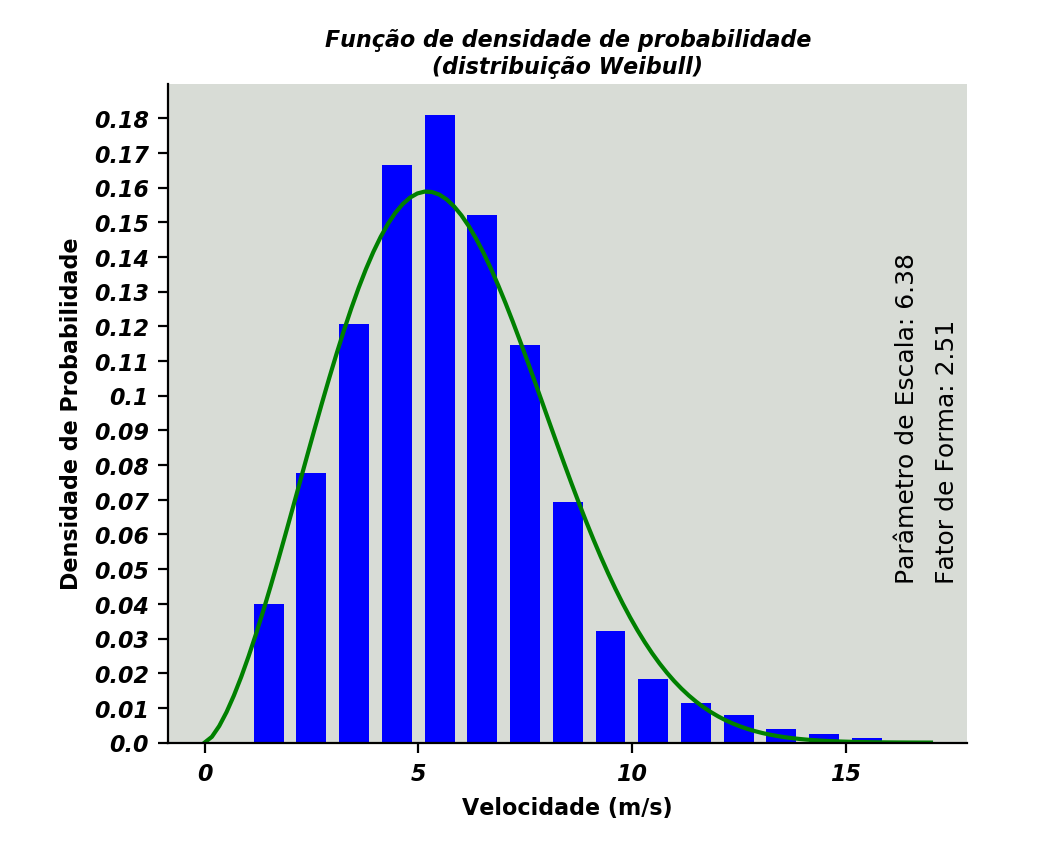 Função de densidade de probabilidade
(distribuição Weibull)
Densidade de Probabilidade
0.18
0.17
0.16
0.15
0.14
0.13
0.12
0.11
0.1
0.09
0.08
0.07
0.06
0.05
0.04
0.03
0.02
0.01
0.0
Parâmetro de Escala: 6.38
Fator de Forma: 2.51
0 5 10 15
Velocidade (m/s)